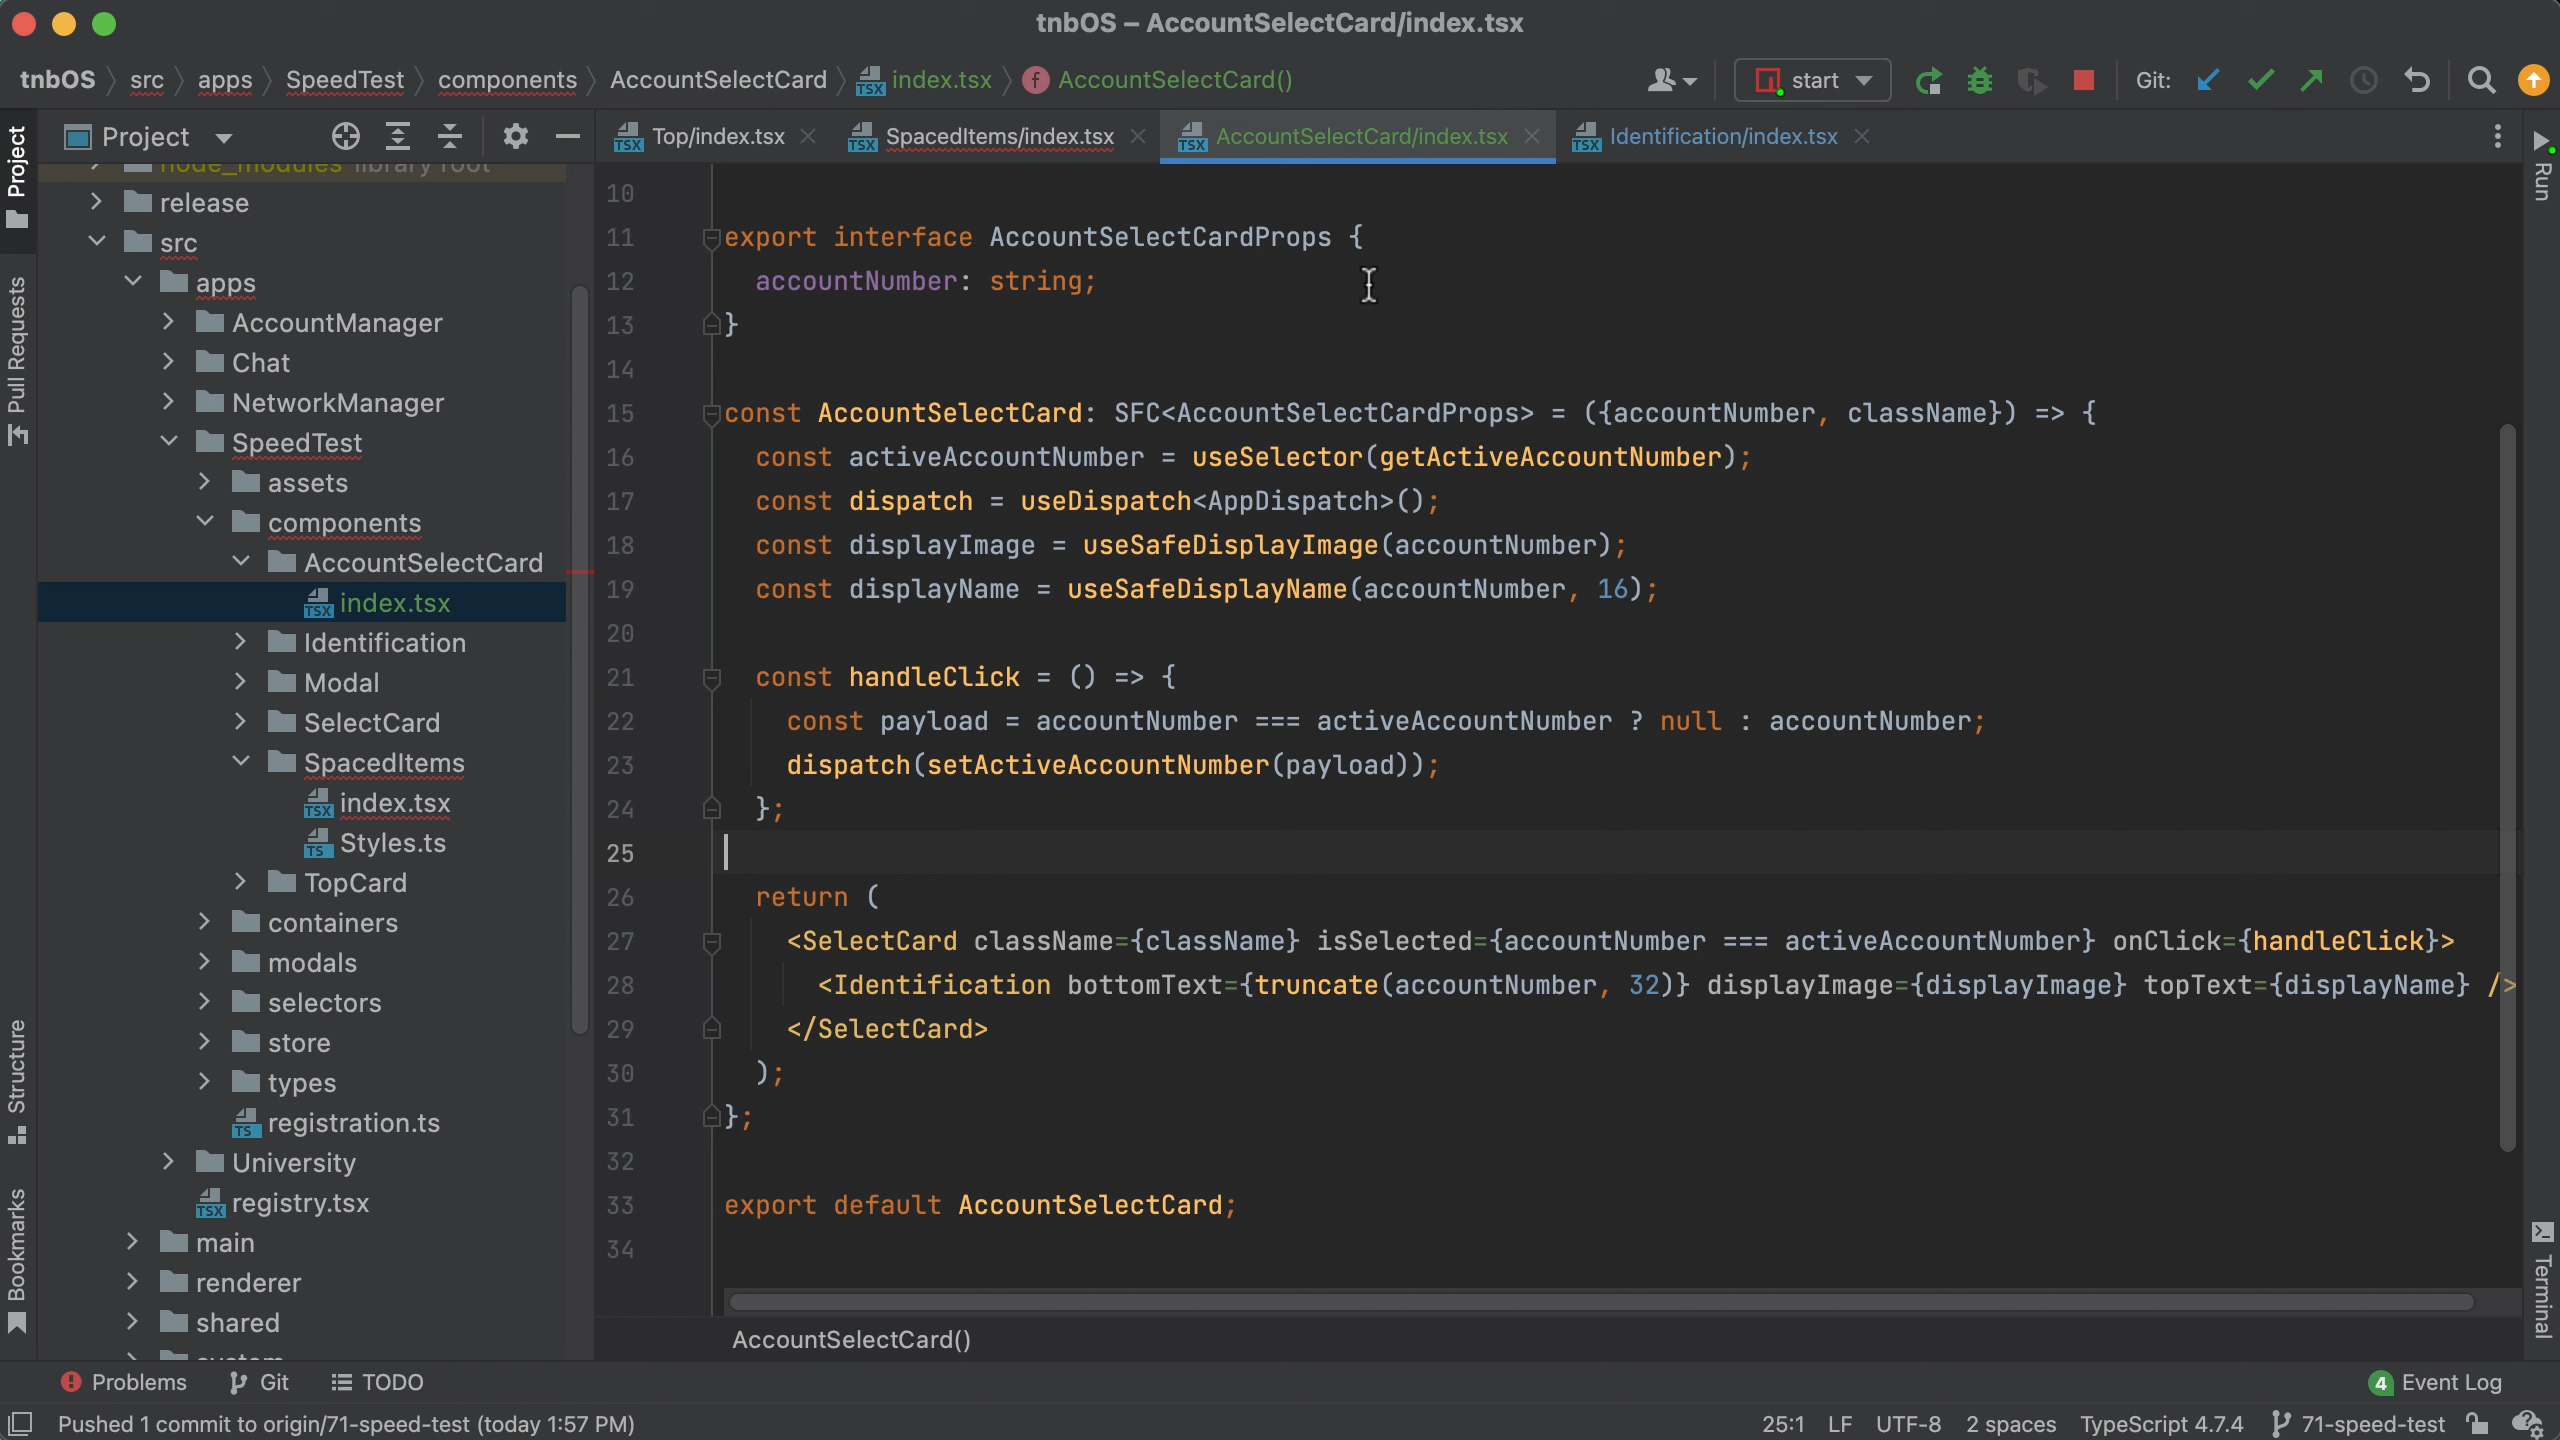 tnbOS – AccountSelectCard/index.tsx
tnbOS src apps SpeedTest components AccountSelectCard index.tsx AccountSelectCard()
start
Git:
Project
Top/index.tsx
SpacedItems/index.tsx
AccountSelectCard/index.tsx
Identification/index.tsx
Project
Pull Requests
Structure
Bookmarks
Run
Terminal
node_modules library root
release
src
apps
AccountManager
Chat
NetworkManager
SpeedTest
assets
components
AccountSelectCard
index.tsx
Identification
Modal
SelectCard
SpacedItems
index.tsx
Styles.ts
TopCard
containers
modals
selectors
store
types
registration.ts
University
registry.tsx
main
renderer
shared
system
10
11 export interface AccountSelectCardProps {
12 accountNumber: string;
13 }
14
15 const AccountSelectCard: SFC<AccountSelectCardProps> = ({accountNumber, className}) => {
16 const activeAccountNumber = useSelector(getActiveAccountNumber);
17 const dispatch = useDispatch<AppDispatch>();
18 const displayImage = useSafeDisplayImage(accountNumber);
19 const displayName = useSafeDisplayName(accountNumber, 16);
20
21 const handleClick = () => {
22 const payload = accountNumber === activeAccountNumber ? null : accountNumber;
23 dispatch(setActiveAccountNumber(payload));
24 };
25
26 return (
27 <SelectCard className={className} isSelected={accountNumber === activeAccountNumber} onClick={handleClick}>
28 <Identification bottomText={truncate(accountNumber, 32)} displayImage={displayImage} topText={displayName} />
29 </SelectCard>
30 );
31 };
32
33 export default AccountSelectCard;
34
AccountSelectCard()
Problems
Git
TODO
4 Event Log
Pushed 1 commit to origin/71-speed-test (today 1:57 PM)
25:1 LF UTF-8 2 spaces TypeScript 4.7.4 71-speed-test